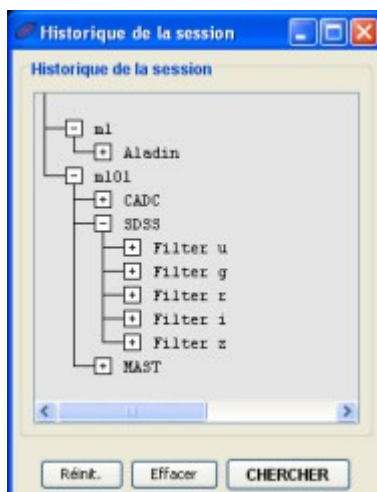 Historique de la session
Historique de la session
m1
Aladin
m101
CADC
SDSS
Filter u
Filter g
Filter r
Filter i
Filter z
MAST
Réinit. Effacer CHERCHER